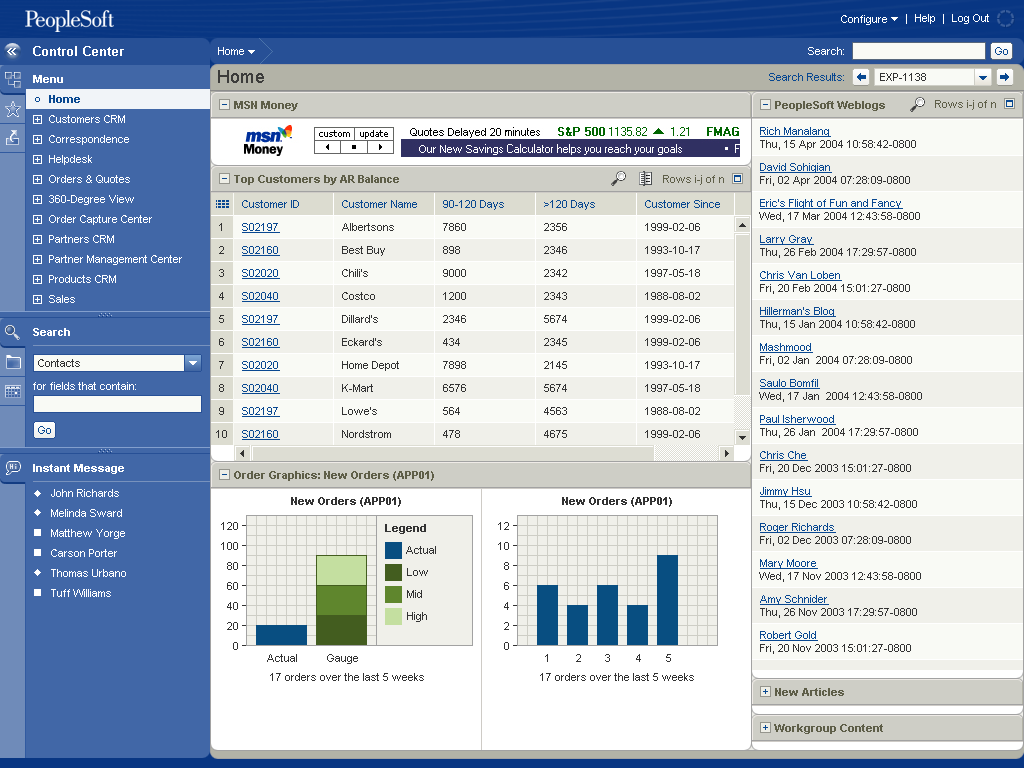 PeopleSoft
Configure | Help | Log Out
Control Center
Home
Search: Go
Menu
Home
Customers CRM
Correspondence
Helpdesk
Orders & Quotes
360-Degree View
Order Capture Center
Partners CRM
Partner Management Center
Products CRM
Sales
Search
Contacts
for fields that contain:
Go
Instant Message
John Richards
Melinda Sward
Matthew Yorge
Carson Porter
Thomas Urbano
Tuff Williams
Home
Search Results: EXP-1138
MSN Money
msn Money
custom update
Quotes Delayed 20 minutes S&P 500 1135.82 1.21 FMAG
Our New Savings Calculator helps you reach your goals • F
Top Customers by AR Balance Rows i-j of n
Customer ID Customer Name 90-120 Days >120 Days Customer Since
1 S02197 Albertsons 7860 2356 1999-02-06
2 S02160 Best Buy 898 2346 1993-10-17
3 S02020 Chili's 9000 2342 1997-05-18
4 S02040 Costco 1200 2343 1988-08-02
5 S02197 Dillard's 2346 5674 1999-02-06
6 S02160 Eckard's 434 2345 1999-02-06
7 S02020 Home Depot 7898 2145 1993-10-17
8 S02040 K-Mart 6576 5674 1997-05-18
9 S02197 Lowe's 564 4563 1988-08-02
10 S02160 Nordstrom 478 4675 1999-02-06
Order Graphics: New Orders (APP01)
New Orders (APP01)
120
100
80
60
40
20
0
Actual Gauge
Legend
Actual
Low
Mid
High
17 orders over the last 5 weeks
New Orders (APP01)
12
10
8
6
4
2
0
1 2 3 4 5
17 orders over the last 5 weeks
PeopleSoft Weblogs Rows i-j of n
Rich Manalang
Thu, 15 Apr 2004 10:58:42-0800
David Sohigian
Fri, 02 Apr 2004 07:28:09-0800
Eric's Flight of Fun and Fancy
Wed, 17 Mar 2004 12:43:58-0800
Larry Gray
Thu, 26 Feb 2004 17:29:57-0800
Chris Van Loben
Fri, 20 Feb 2004 15:01:27-0800
Hillerman's Blog
Thu, 15 Jan 2004 10:58:42-0800
Mashmood
Fri, 02 Jan 2004 07:28:09-0800
Saulo Bomfil
Wed, 17 Jan 2004 12:43:58-0800
Paul Isherwood
Thu, 26 Jan 2004 17:29:57-0800
Chris Che
Fri, 20 Dec 2003 15:01:27-0800
Jimmy Hsu
Thu, 15 Dec 2003 10:58:42-0800
Roger Richards
Fri, 02 Dec 2003 07:28:09-0800
Mary Moore
Wed, 17 Nov 2003 12:43:58-0800
Amy Schnider
Thu, 26 Nov 2003 17:29:57-0800
Robert Gold
Fri, 20 Nov 2003 15:01:27-0800
New Articles
Workgroup Content